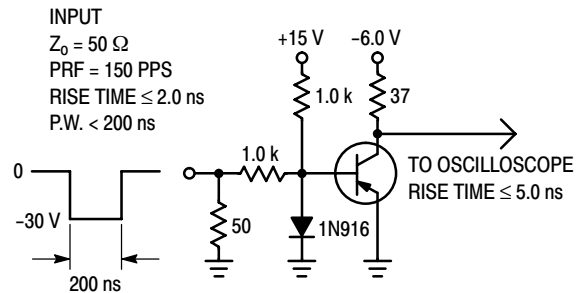 INPUT
Zo = 50 Ω
PRF = 150 PPS
RISE TIME ≤ 2.0 ns
P.W. < 200 ns
+15 V
−6.0 V
1.0 k
37
1.0 k
TO OSCILLOSCOPE
RISE TIME ≤ 5.0 ns
0
−30 V
50
1N916
200 ns